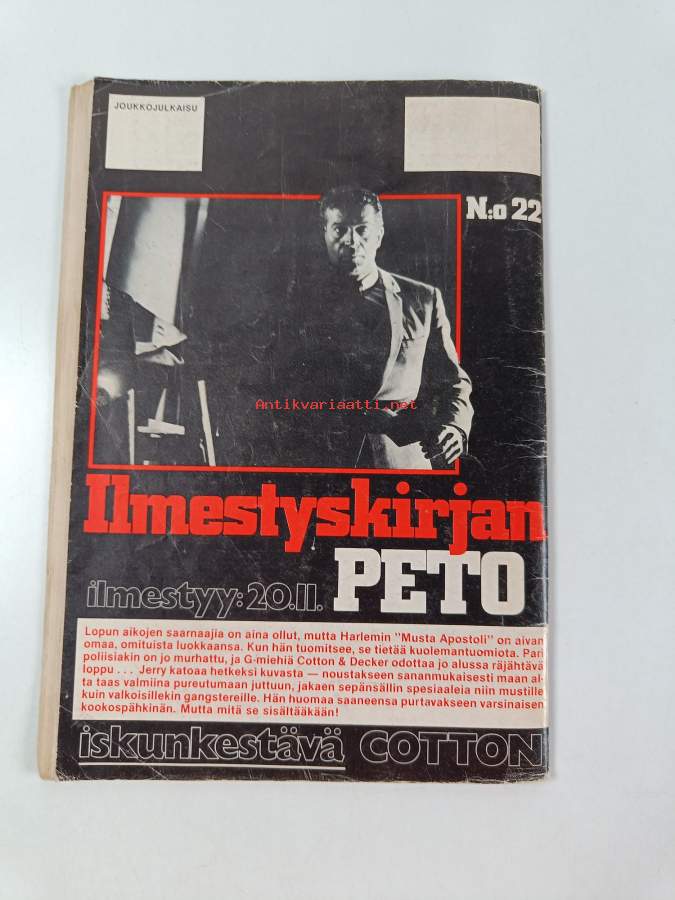 JOUKKOJULKAISU
N:o 22
Antikvariaatti.net
Ilmestyskirjan
PETO
ilmestyy: 20.11.
Lopun aikojen saarnaajia on aina ollut, mutta Harlemin "Musta Apostoli" on aivan
omaa, omituista luokkaansa. Kun hän tuomitsee, se tietää kuolemantuomiota. Pari
poliisiakin on jo murhattu, ja G-miehiä Cotton & Decker odottaa jo alussa räjähtävä
loppu . . . Jerry katoaa hetkeksi kuvasta — noustakseen sananmukaisesti maan al-
ta taas valmiina pureutumaan juttuun, jakaen sepänsällin spesiaaleja niin mustille
kuin valkoisillekin gangstereille. Hän huomaa saaneensa purtavakseen varsinaisen
kookospähkinän. Mutta mitä se sisältääkään!
iskunkestävä COTTON